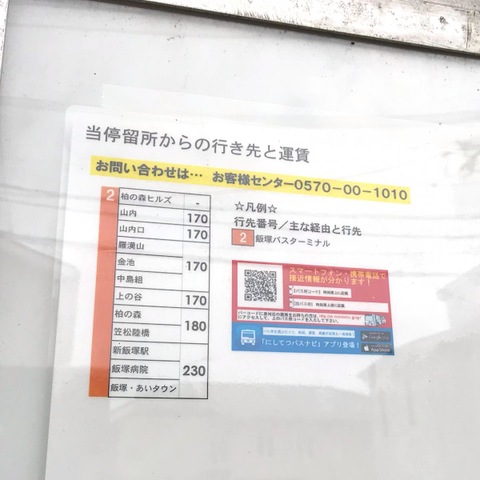 当停留所からの行き先と運賃
お問い合わせは… お客様センター0570-00-1010
2
柏の森ヒルズ -
山内 170
山内口 170
羅漢山
金池 170
中島組
上の谷 170
柏の森
笠松陸橋 180
新飯塚駅
飯塚病院 230
飯塚・あいタウン
☆凡例☆
行先番号/主な経由と行先
2 飯塚バスターミナル
スマートフォン・携帯電話で
接近情報が分かります!
「にしてつバスナビ」アプリ登場!